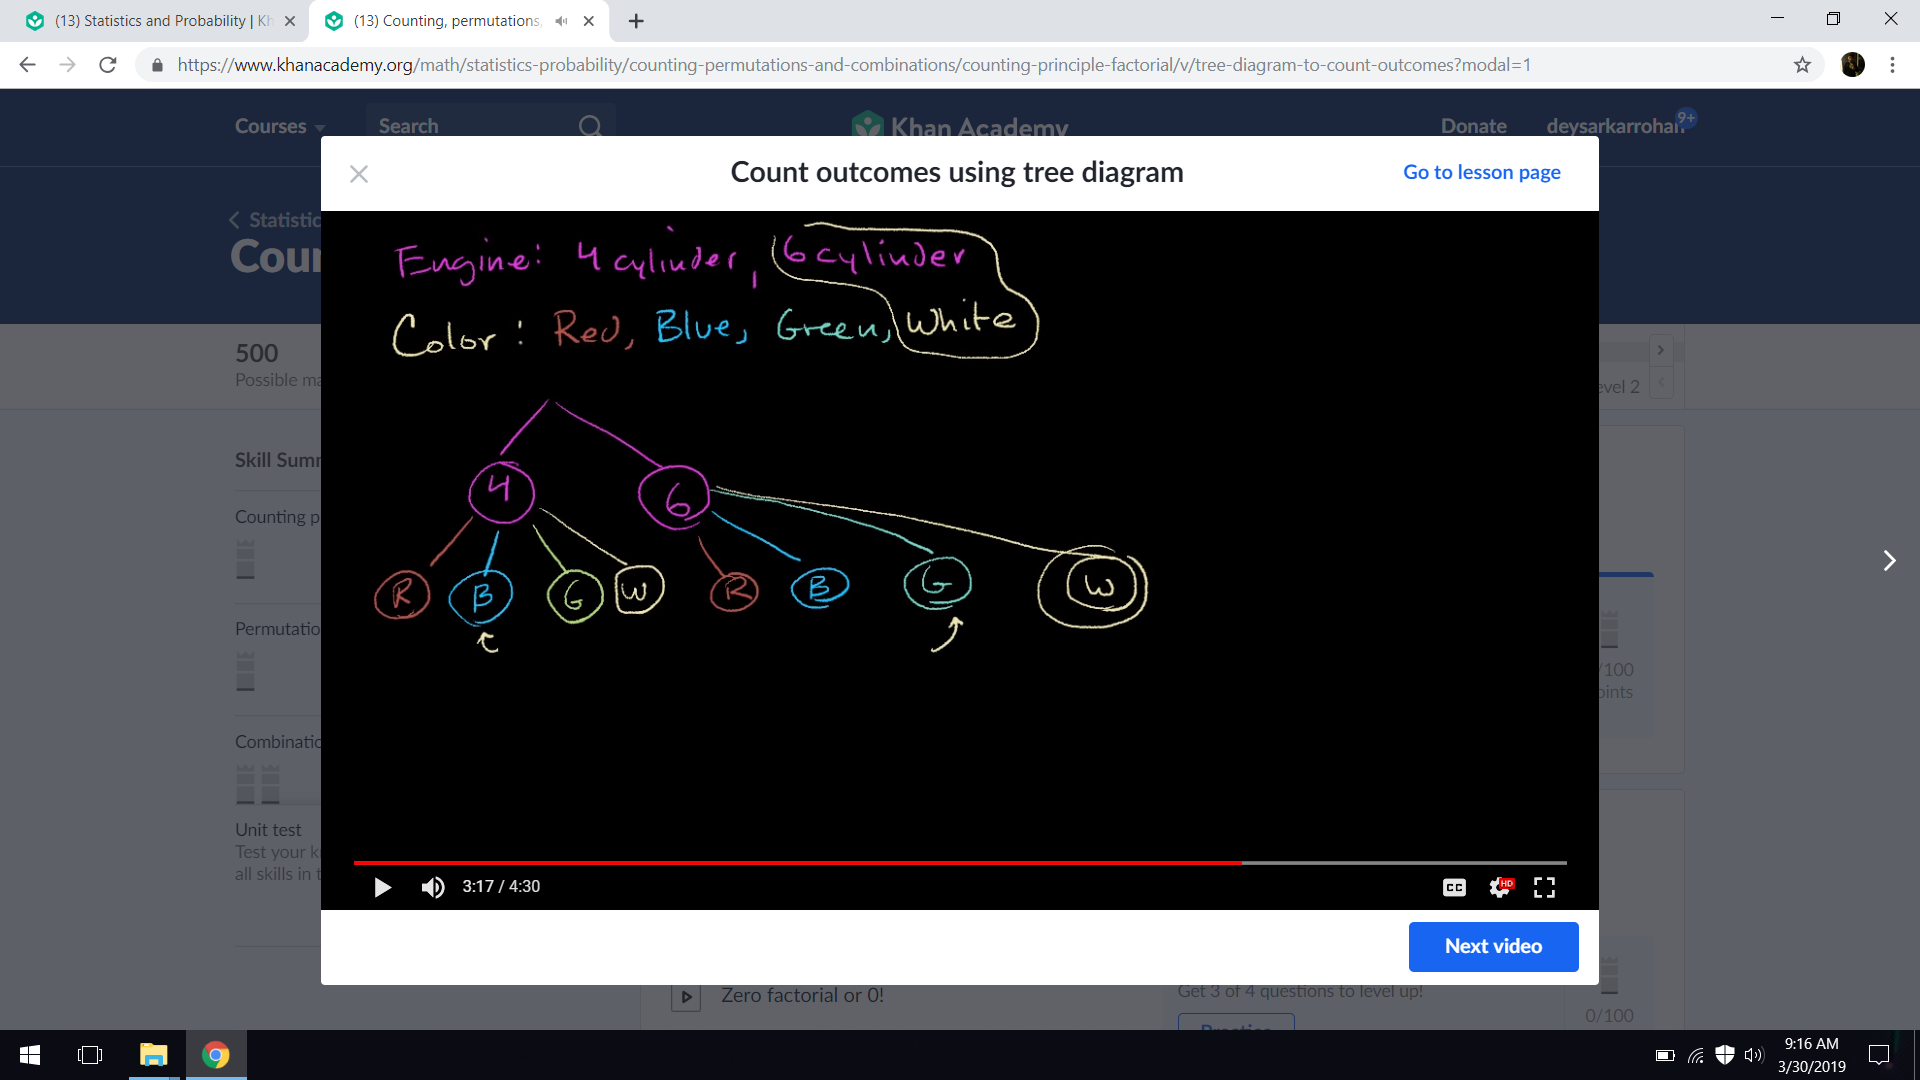 (13) Statistics and Probability | Kh
(13) Counting, permutations,
https://www.khanacademy.org/math/statistics-probability/counting-permutations-and-combinations/counting-principle-factorial/v/tree-diagram-to-count-outcomes?modal=1
Courses Search Khan Academy Donate deysarkarrohan 9+
Count outcomes using tree diagram
Go to lesson page
Statistic
Cour
Engine: 4 cylinder, 6 cylinder
Color: Red, Blue, Green, White
500
Possible ma
evel 2
4 6
Skill Summ
Counting p
R B G W R B G W
Permutatio
/100
oints
Combinatio
Unit test
Test your k
all skills in t
3:17 / 4:30
CC HD
Next video
Zero factorial or 0!
Get 3 of 4 questions to level up!
0/100
Practice
9:16 AM
3/30/2019